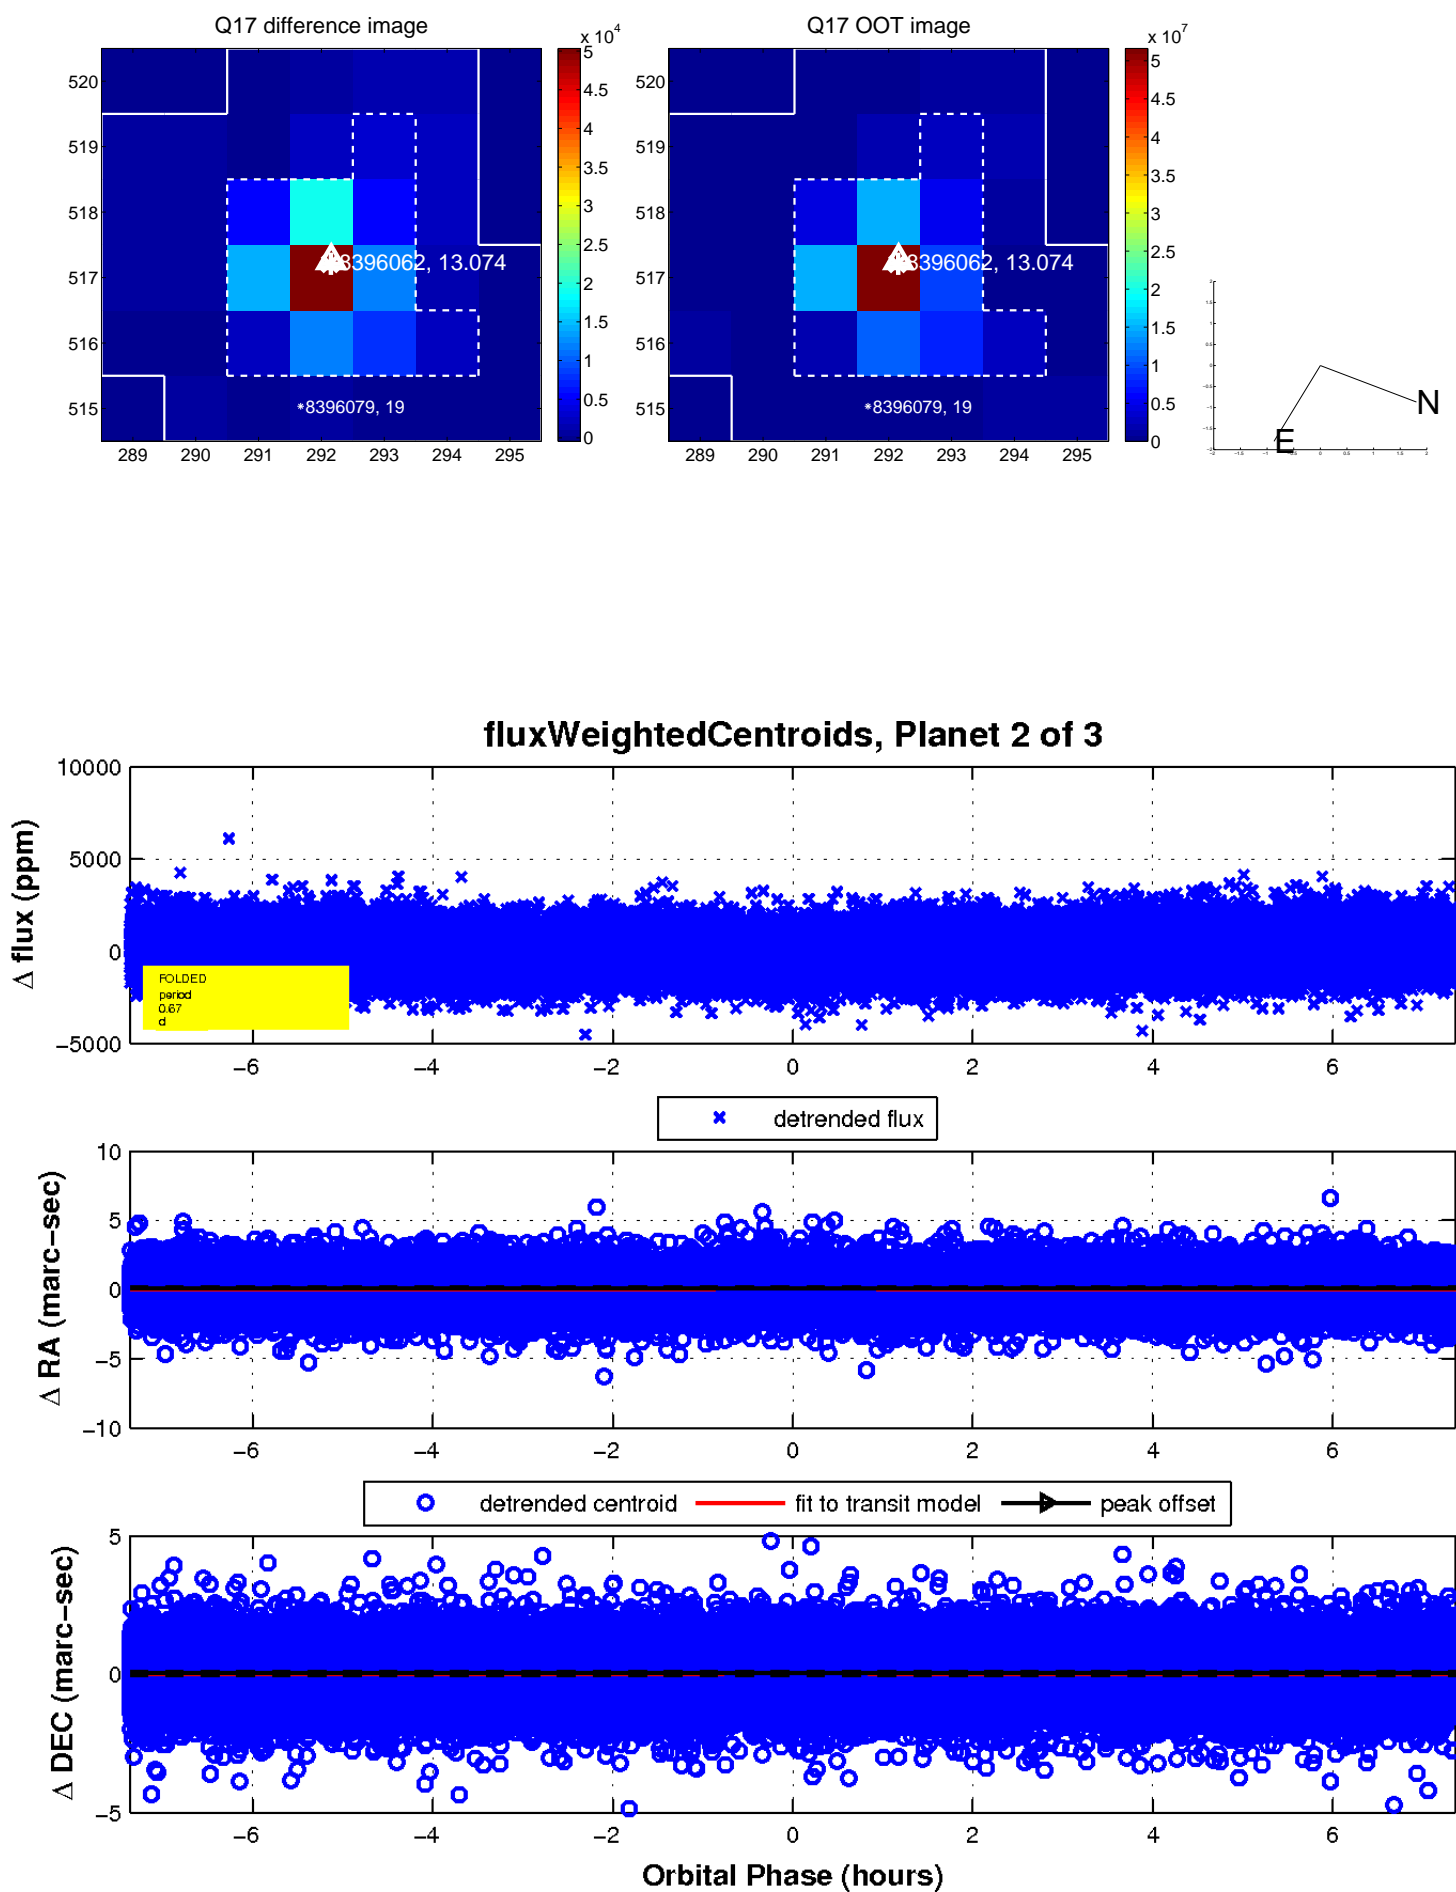 Q17 difference image
x 10^4
520
519
518
517
516
515
289 290 291 292 293 294 295
8396062, 13.074
*8396079, 19
5
4.5
4
3.5
3
2.5
2
1.5
1
0.5
0
Q17 OOT image
x 10^7
520
519
518
517
516
515
289 290 291 292 293 294 295
8396062, 13.074
*8396079, 19
5
4.5
4
3.5
3
2.5
2
1.5
1
0.5
0
N
E
fluxWeightedCentroids, Planet 2 of 3
Δ flux (ppm)
10000
5000
0
−5000
FOLDED
period
0.67
d
−6 −4 −2 0 2 4 6
detrended flux
Δ RA (marc−sec)
10
5
0
−5
−10
−6 −4 −2 0 2 4 6
detrended centroid fit to transit model peak offset
Δ DEC (marc−sec)
5
0
−5
−6 −4 −2 0 2 4 6
Orbital Phase (hours)